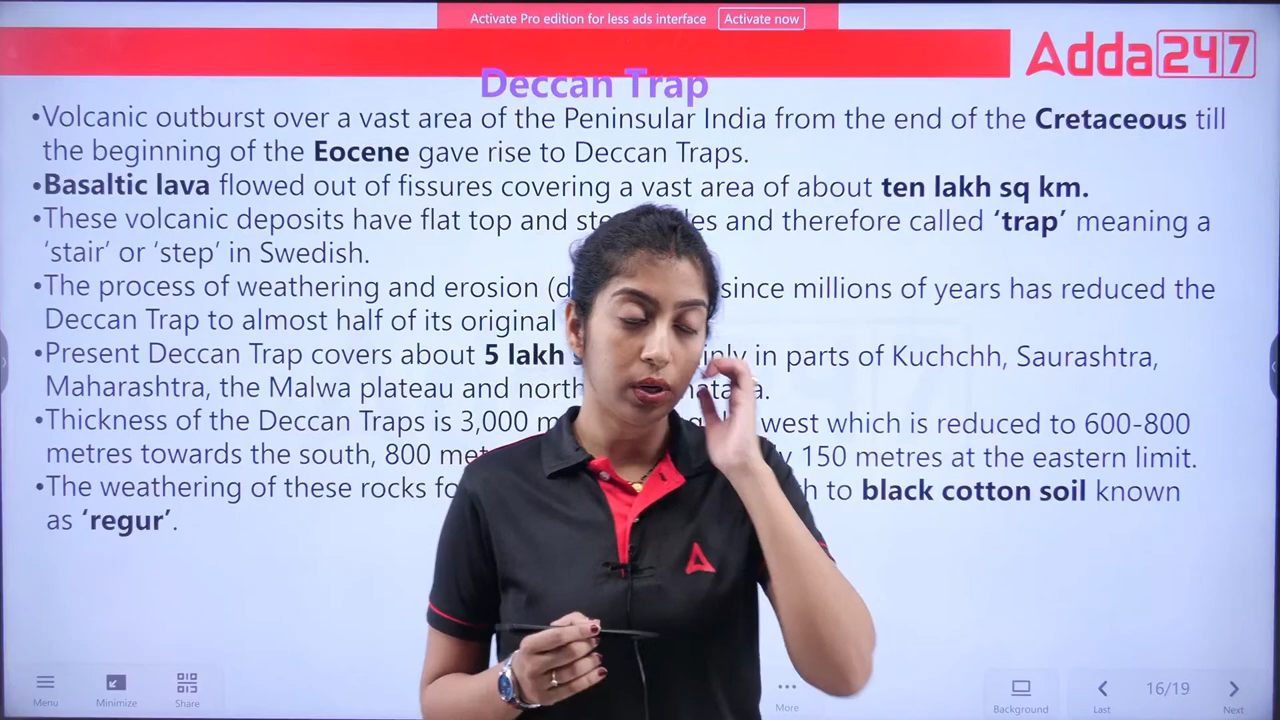 Activate Pro edition for less ads interface Activate now
Adda247
Deccan Trap
•Volcanic outburst over a vast area of the Peninsular India from the end of the Cretaceous till
the beginning of the Eocene gave rise to Deccan Traps.
•Basaltic lava flowed out of fissures covering a vast area of about ten lakh sq km.
•These volcanic deposits have flat top and and therefore called ‘trap’ meaning a
‘stair’ or ‘step’ in Swedish.
•The process of weathering and erosion since millions of years has reduced the
Deccan Trap to almost half of its original
•Present Deccan Trap covers about 5 lakh in parts of Kuchchh, Saurashtra,
Maharashtra, the Malwa plateau and
•Thickness of the Deccan Traps is 3,000 west which is reduced to 600-800
metres towards the south, 800 150 metres at the eastern limit.
•The weathering of these rocks to black cotton soil known
as ‘regur’.
Menu Minimize Share More Background Last 16/19 Next